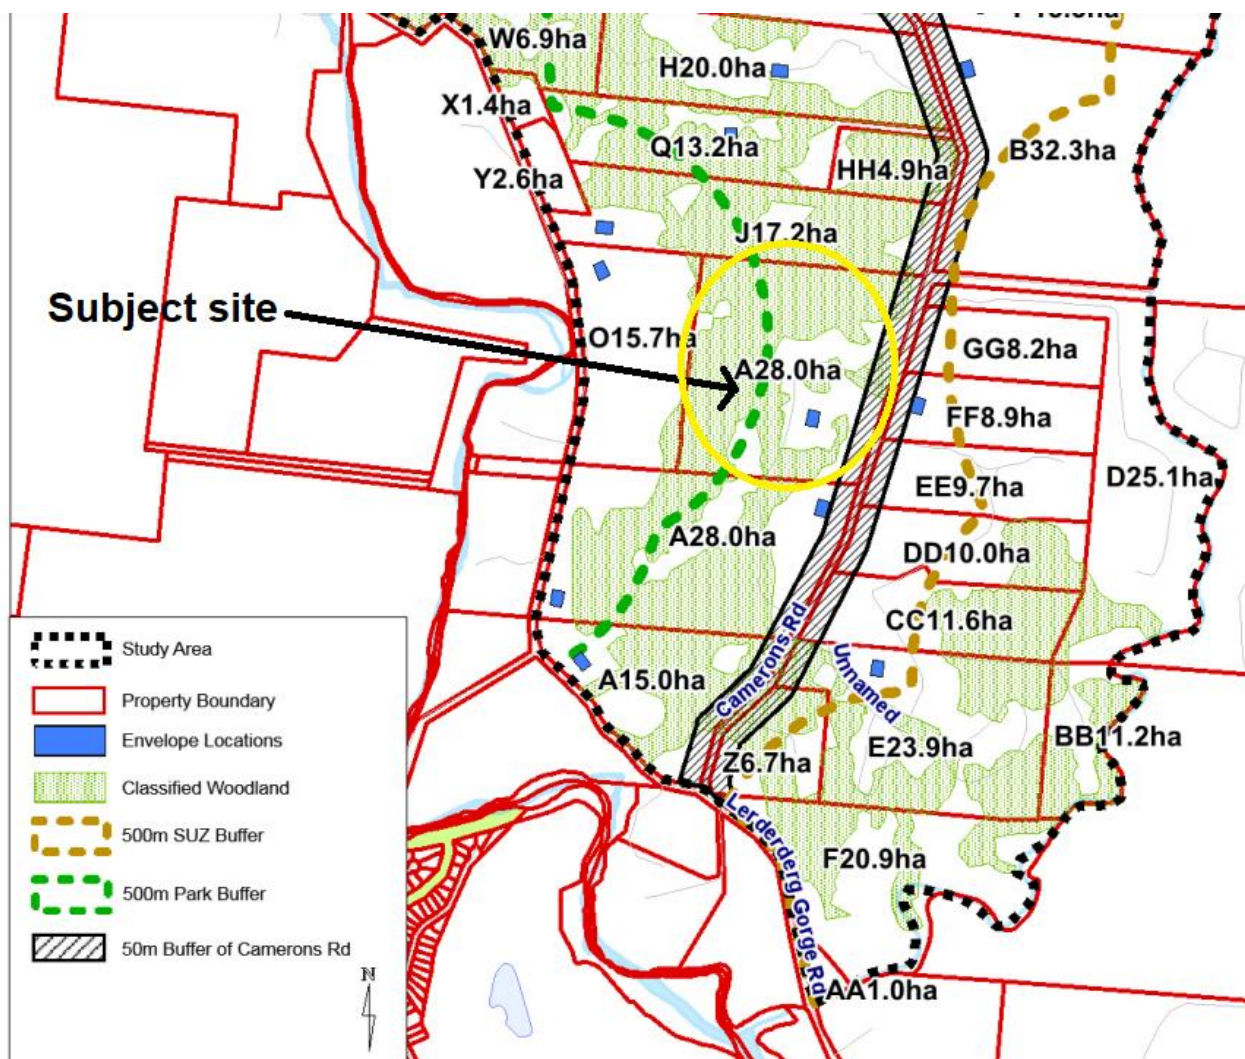 W6.9ha
H20.0ha
X1.4ha
Q13.2ha
B32.3ha
HH4.9ha
Y2.6ha
J17.2ha
Subject site
O15.7ha
A28.0ha
GG8.2ha
FF8.9ha
D25.1ha
EE9.7ha
A28.0ha
DD10.0ha
CC11.6ha
Camerons Rd
Unnamed
A15.0ha
Z6.7ha
E23.9ha
BB11.2ha
Lerderderg Gorge Rd
F20.9ha
AA1.0ha
Study Area
Property Boundary
Envelope Locations
Classified Woodland
500m SUZ Buffer
500m Park Buffer
50m Buffer of Camerons Rd
N